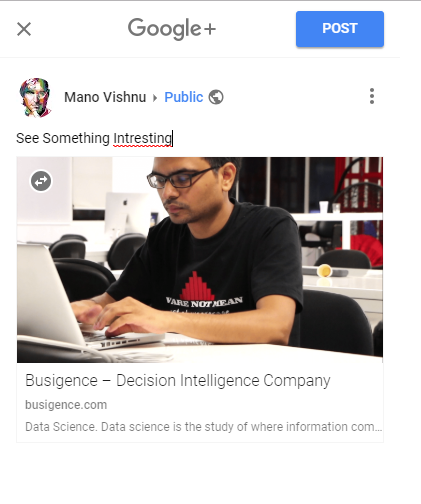 Google+
POST
Mano Vishnu › Public
See Something Intresting
VARE NOT MEAN
Busigence – Decision Intelligence Company
busigence.com
Data Science. Data science is the study of where information com...